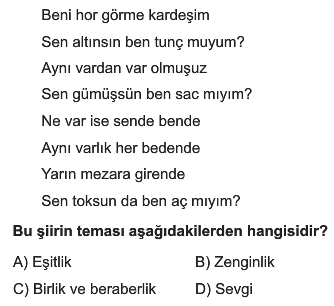 Beni hor görme kardeşim
Sen altınsın ben tunç muyum?
Aynı vardan var olmuşuz
Sen gümüşsün ben sac mıyım?
Ne var ise sende bende
Aynı varlık her bedende
Yarın mezara girende
Sen toksun da ben aç mıyım?
Bu şiirin teması aşağıdakilerden hangisidir?
A) Eşitlik B) Zenginlik
C) Birlik ve beraberlik D) Sevgi